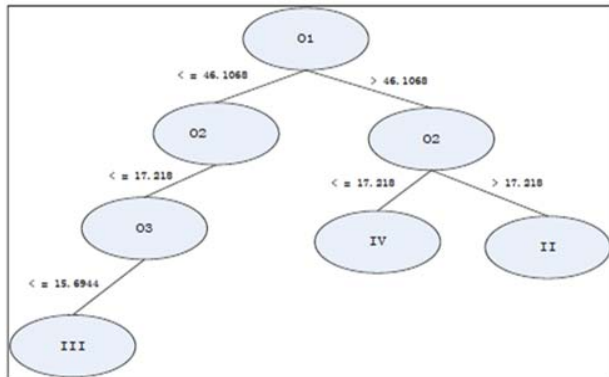 O1
< = 46.1068
> 46.1068
O2
O2
< = 17.218
< = 17.218
> 17.218
O3
IV
II
< = 15.6944
III